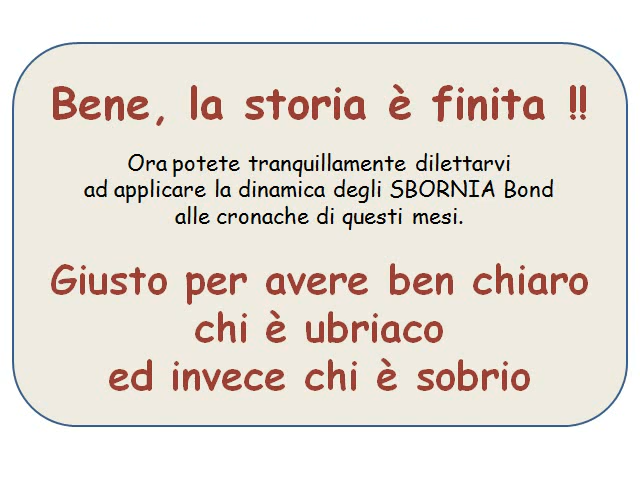 Bene, la storia è finita !!
Ora potete tranquillamente dilettarvi
ad applicare la dinamica degli SBORNIA Bond
alle cronache di questi mesi.
Giusto per avere ben chiaro
chi è ubriaco
ed invece chi è sobrio